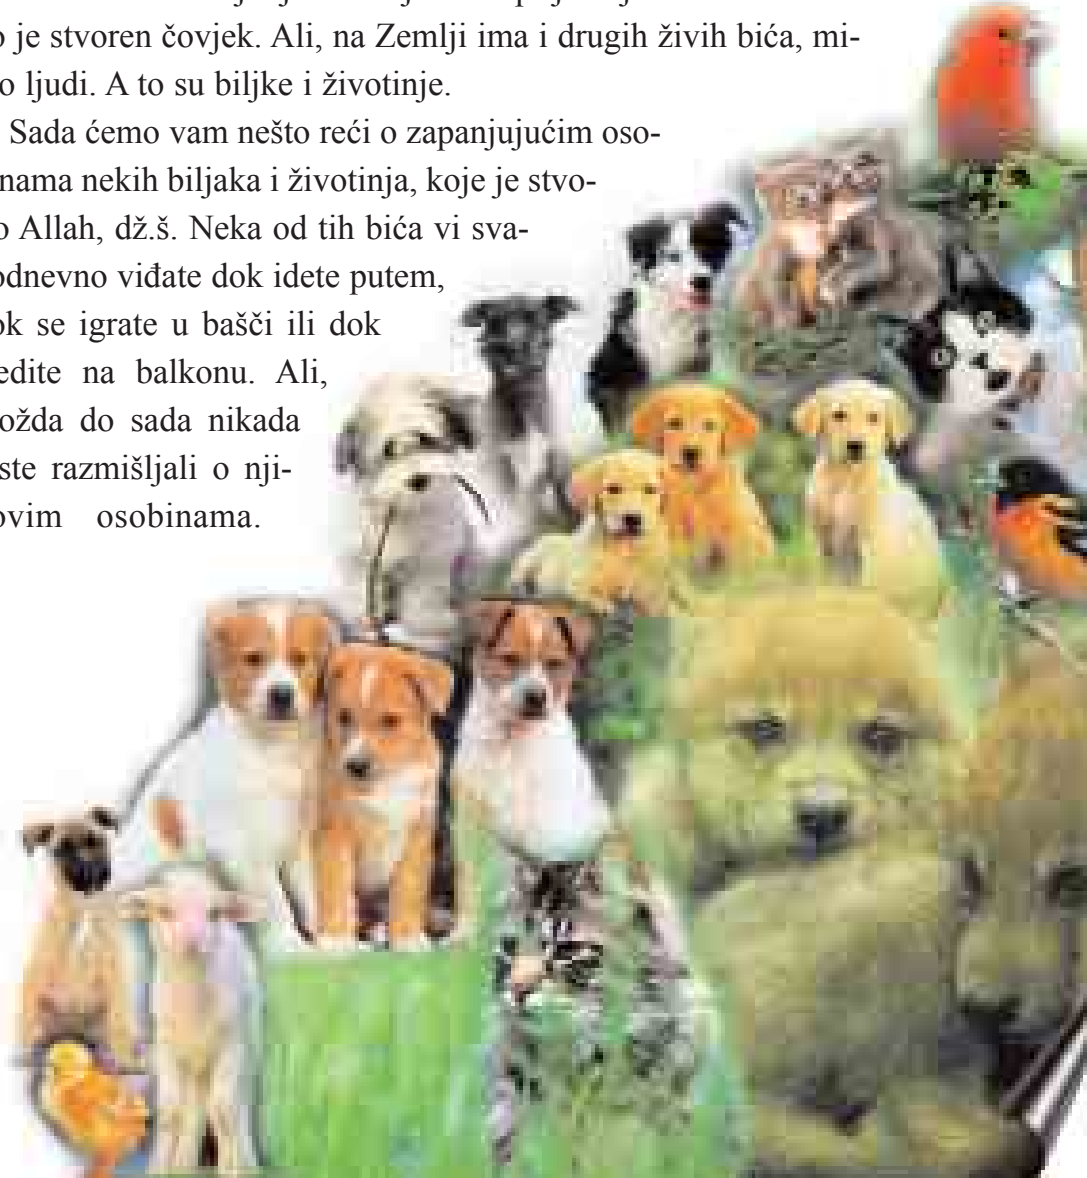 o je stvoren čovjek. Ali, na Zemlji ima i drugih živih bića, mi-
o ljudi. A to su biljke i životinje.
Sada ćemo vam nešto reći o zapanjujućim oso-
nama nekih biljaka i životinja, koje je stvo-
o Allah, dž.š. Neka od tih bića vi sva-
odnevno viđate dok idete putem,
ok se igrate u bašči ili dok
edite na balkonu. Ali,
ožda do sada nikada
ste razmišljali o nji-
ovim osobinama.